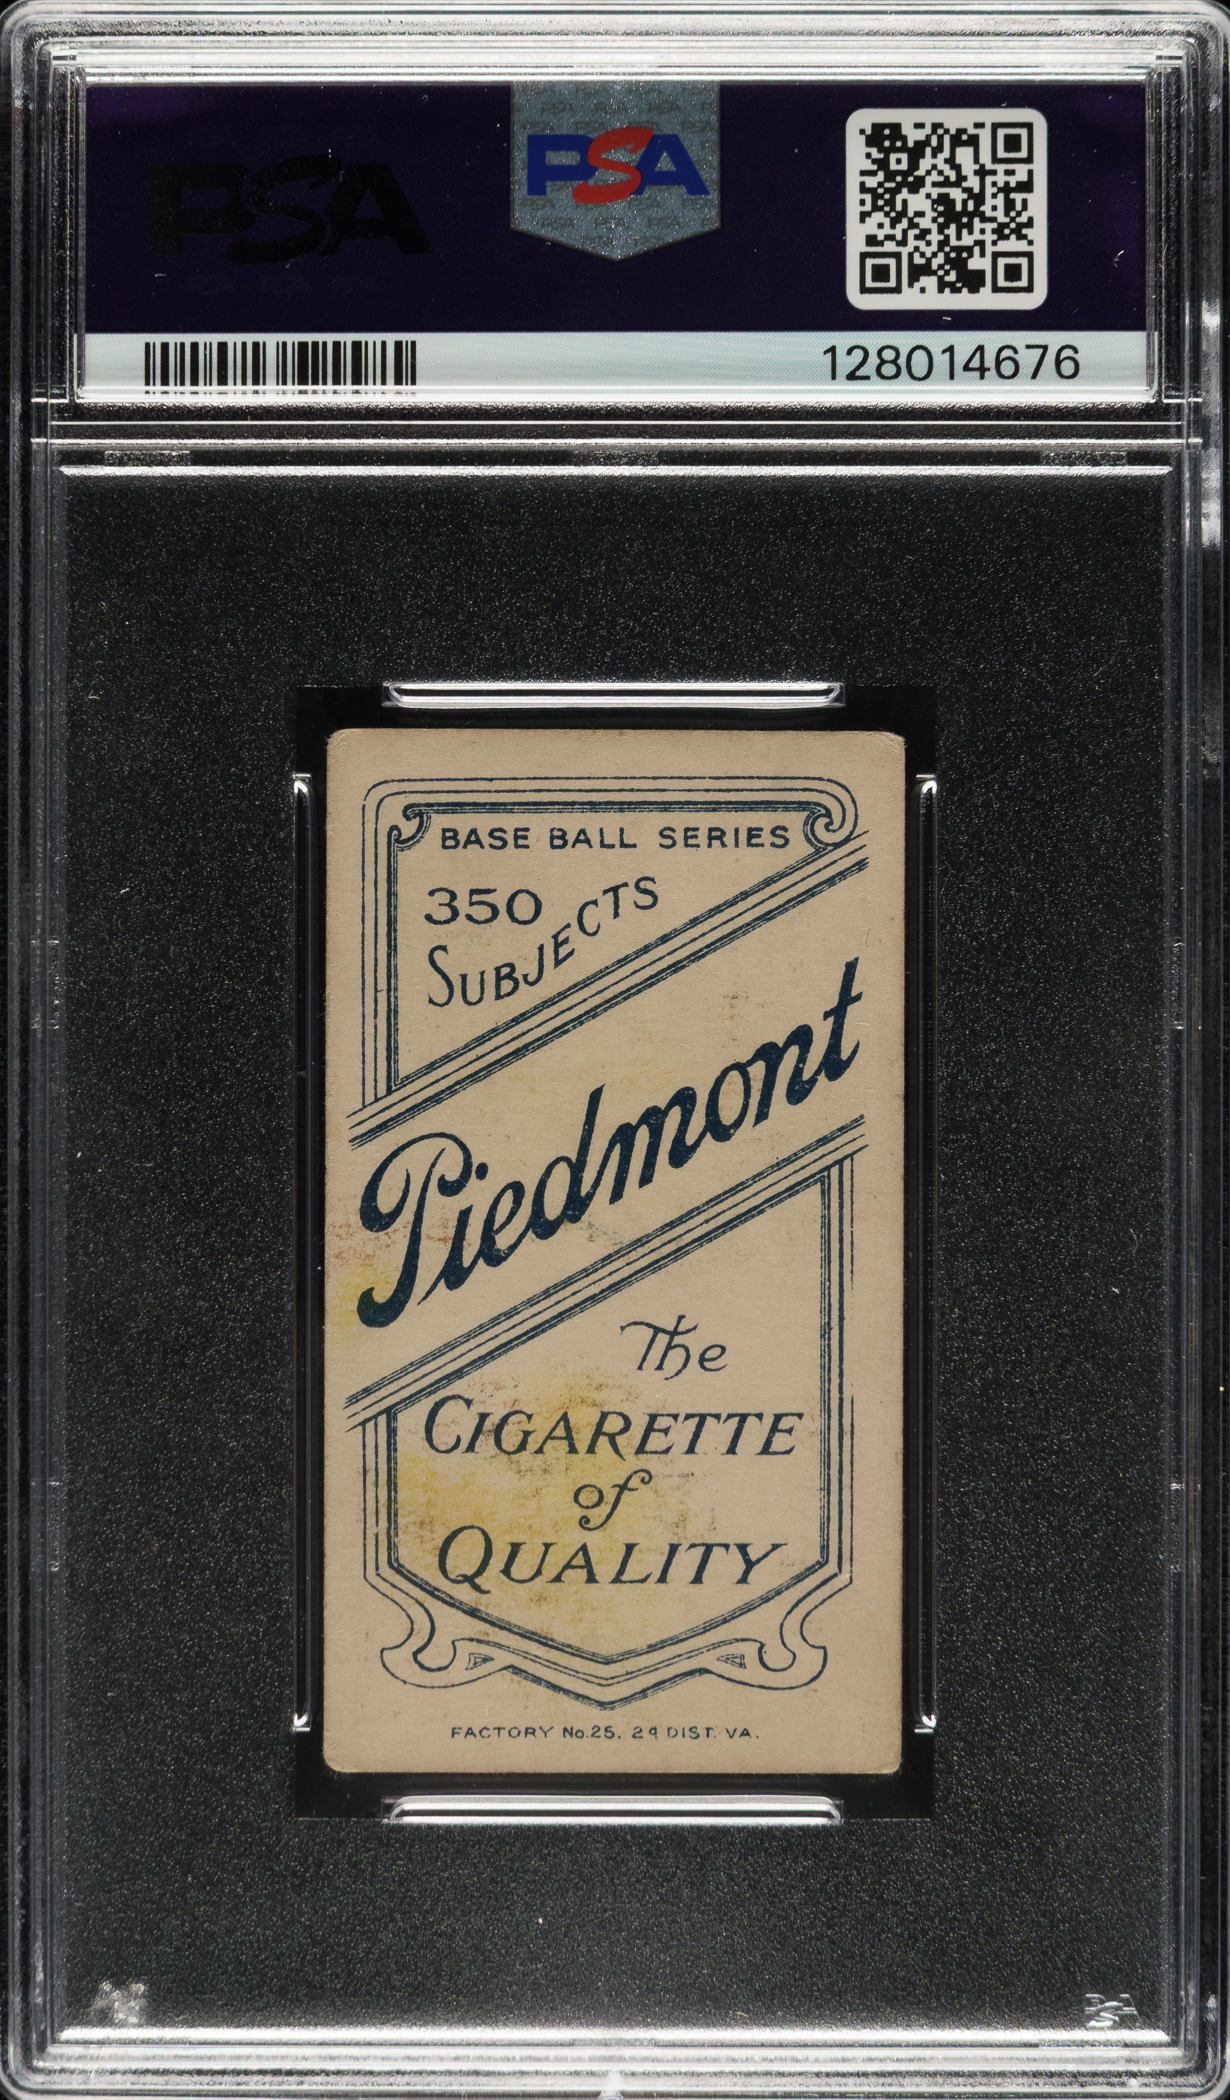 PSA
PSA
128014676
BASE BALL SERIES
350
SUBJECTS
Piedmont
The
CIGARETTE
of
QUALITY
FACTORY No. 25. 2d DIST. VA.
PSA